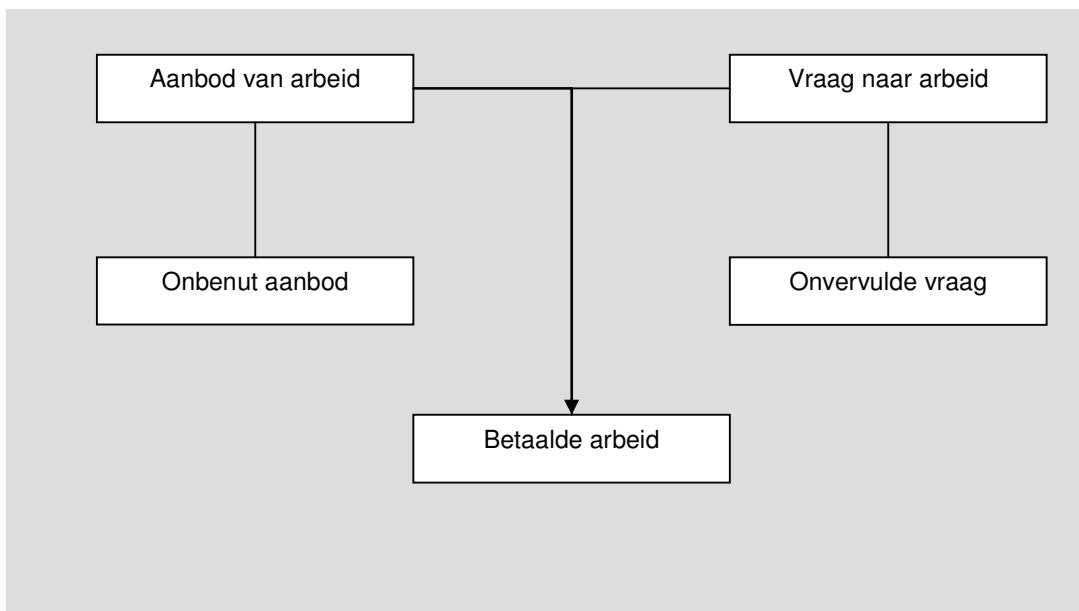 Aanbod van arbeid
Vraag naar arbeid
Onbenut aanbod
Onvervulde vraag
Betaalde arbeid